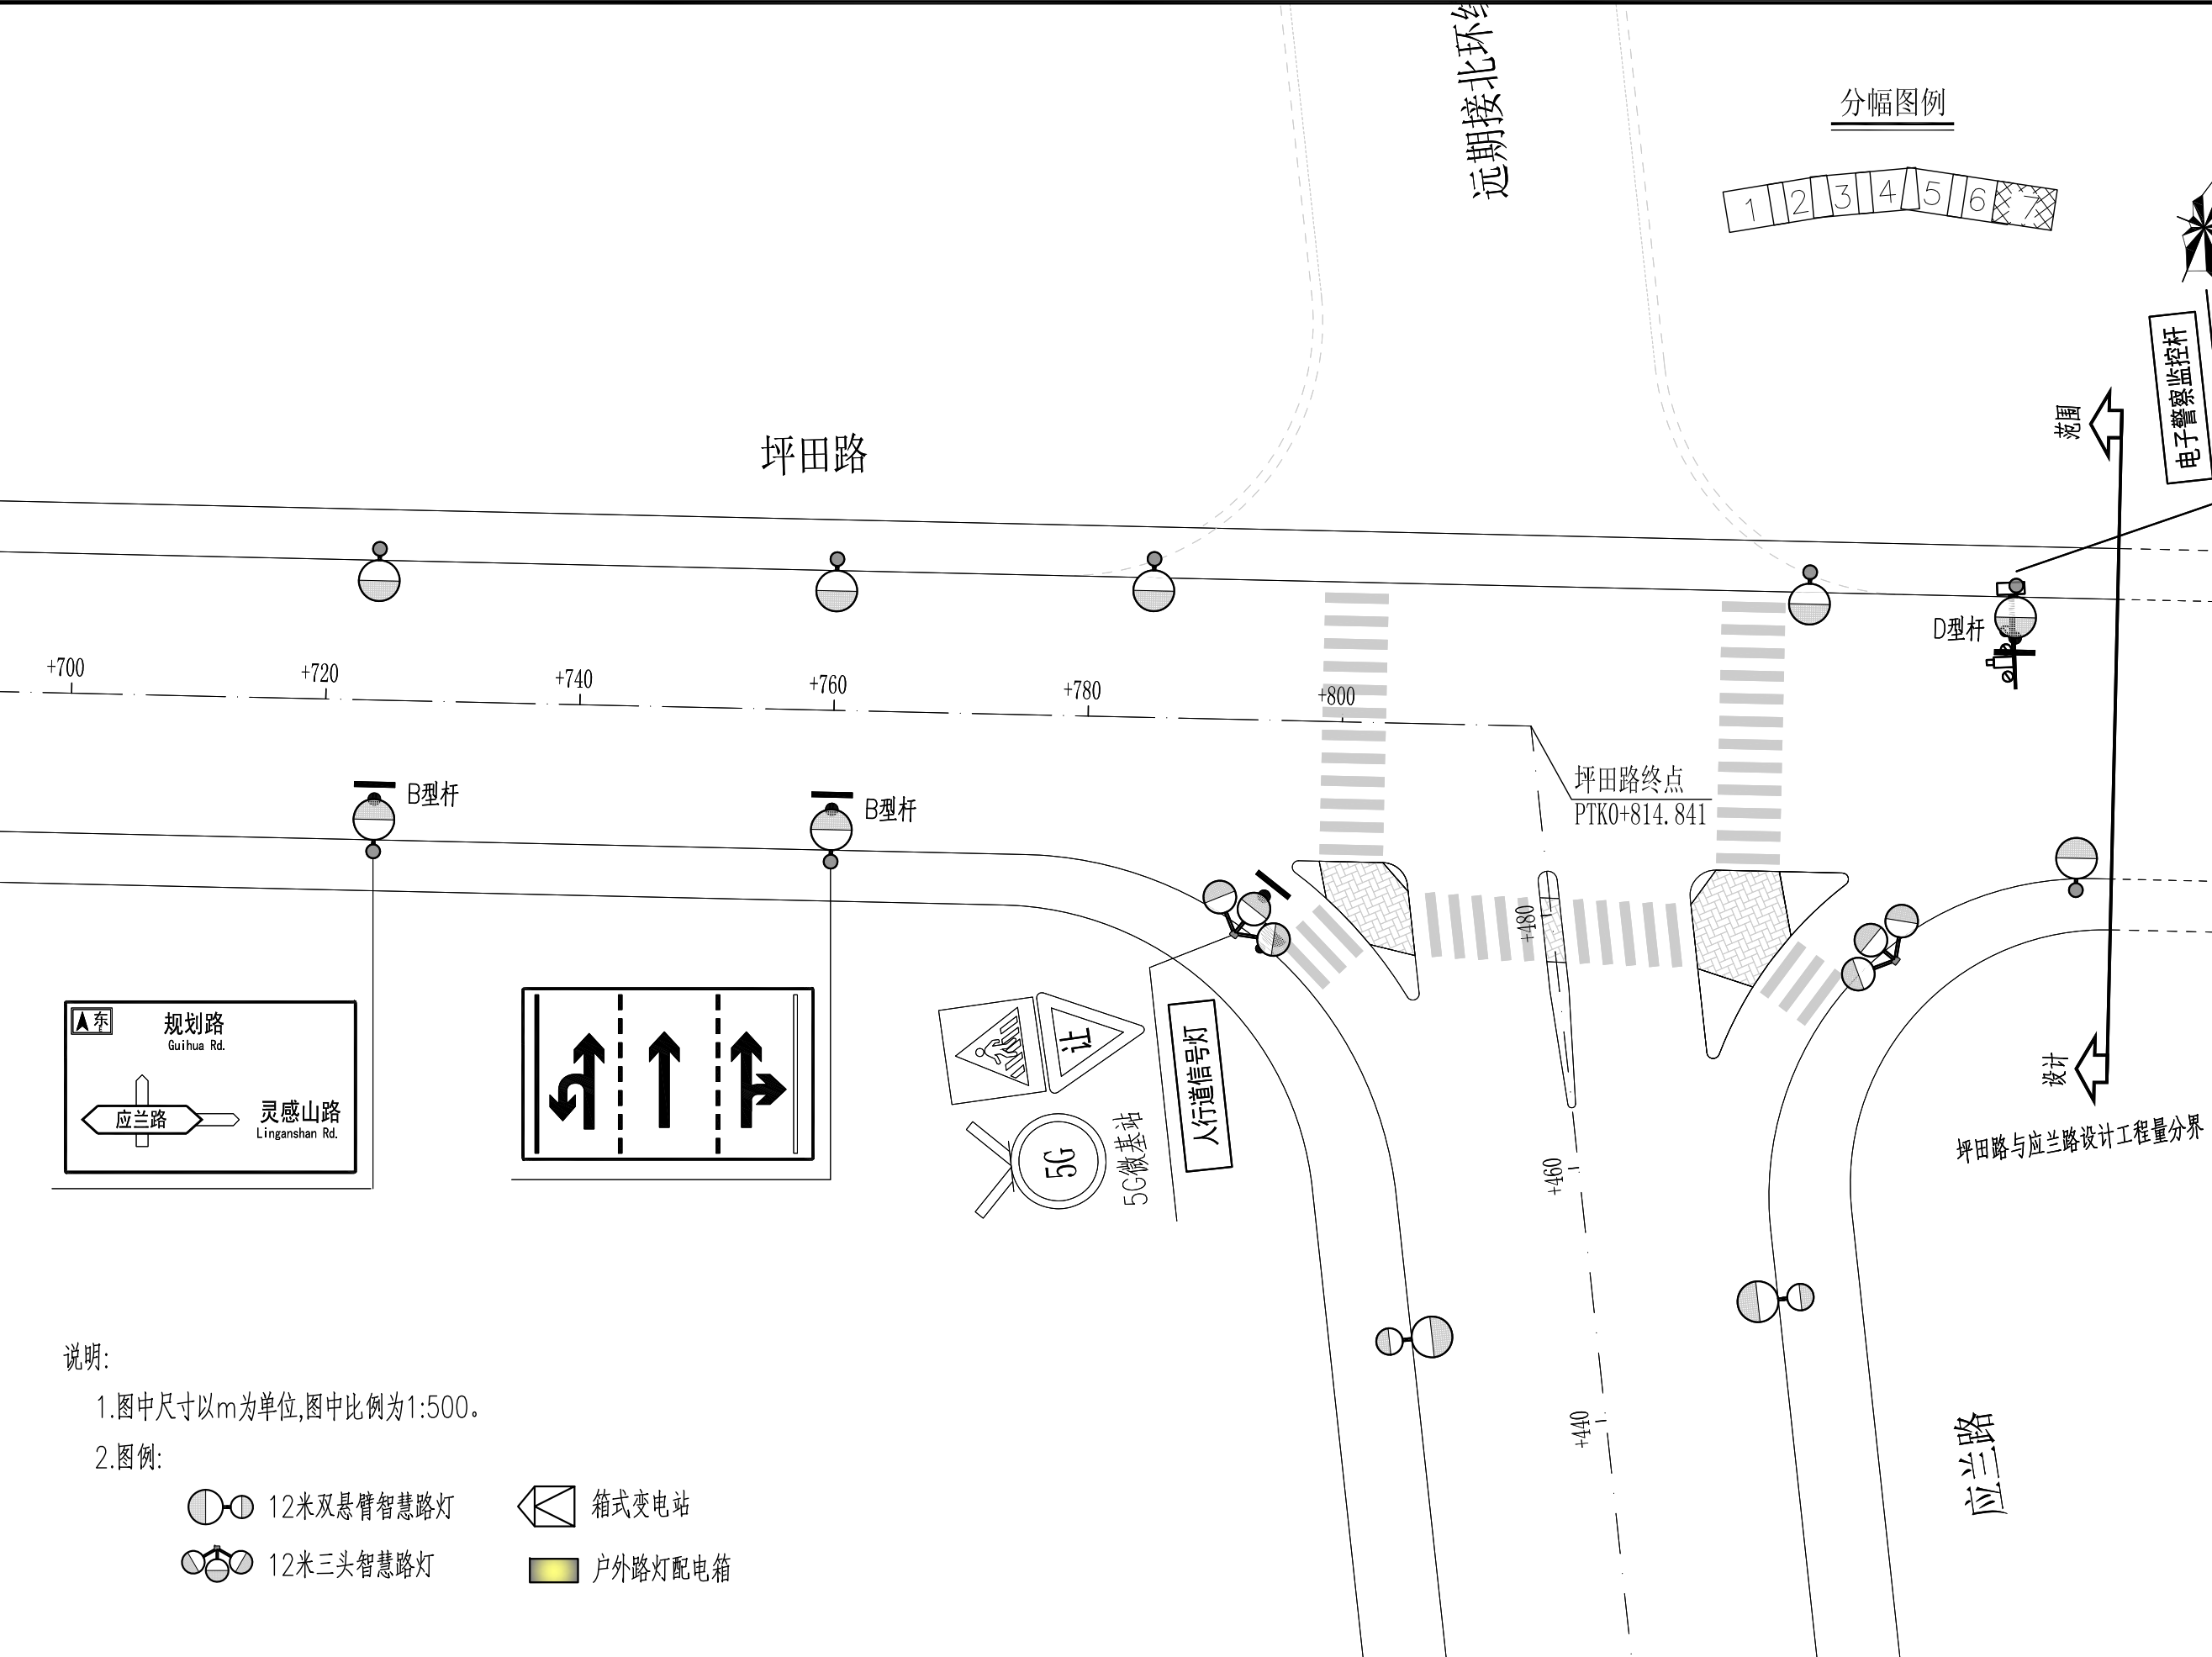 远期接北环
分幅图例
1 2 3 4 5 6 7
电子警察监控杆
范围
坪田路
D型杆
+700
+720
+740
+760
+780
+800
坪田路终点
PTK0+814.841
B型杆
B型杆
+480
东
规划路
Guihua Rd.
应兰路
灵感山路
Linganshan Rd.
让
人行道信号灯
5G
5G微基站
设计
坪田路与应兰路设计工程量分界
+460
+440
应兰路
说明:
1.图中尺寸以m为单位,图中比例为1:500。
2.图例:
12米双悬臂智慧路灯
箱式变电站
12米三头智慧路灯
户外路灯配电箱